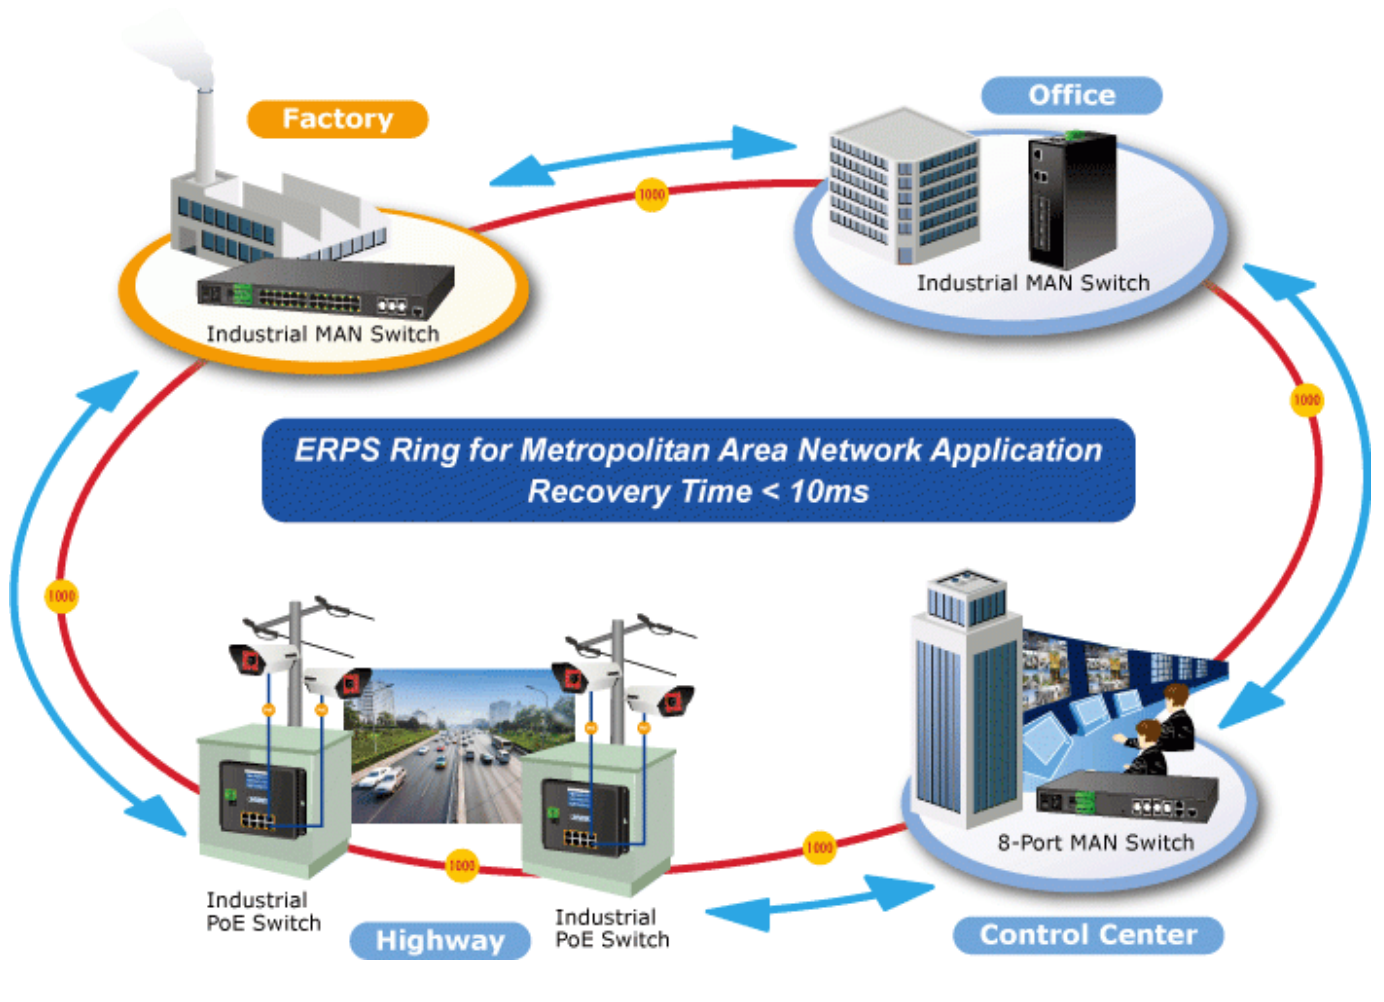 Factory
Office
1000
Industrial MAN Switch
Industrial MAN Switch
1000
ERPS Ring for Metropolitan Area Network Application
Recovery Time < 10ms
1000
8-Port MAN Switch
1000
1000
Industrial
PoE Switch
Industrial
PoE Switch
Highway
Control Center